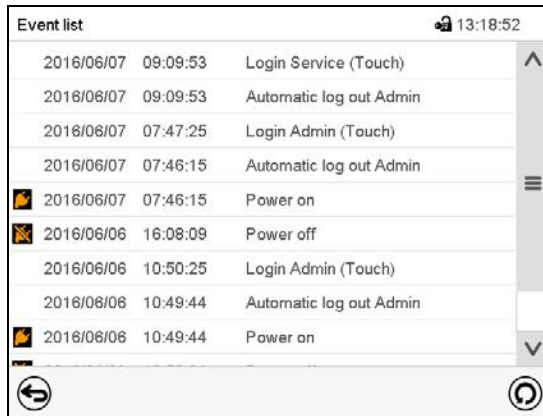 Event list 13:18:52
2016/06/07 09:09:53 Login Service (Touch)
2016/06/07 09:09:53 Automatic log out Admin
2016/06/07 07:47:25 Login Admin (Touch)
2016/06/07 07:46:15 Automatic log out Admin
2016/06/07 07:46:15 Power on
2016/06/06 16:08:09 Power off
2016/06/06 10:50:25 Login Admin (Touch)
2016/06/06 10:49:44 Automatic log out Admin
2016/06/06 10:49:44 Power on